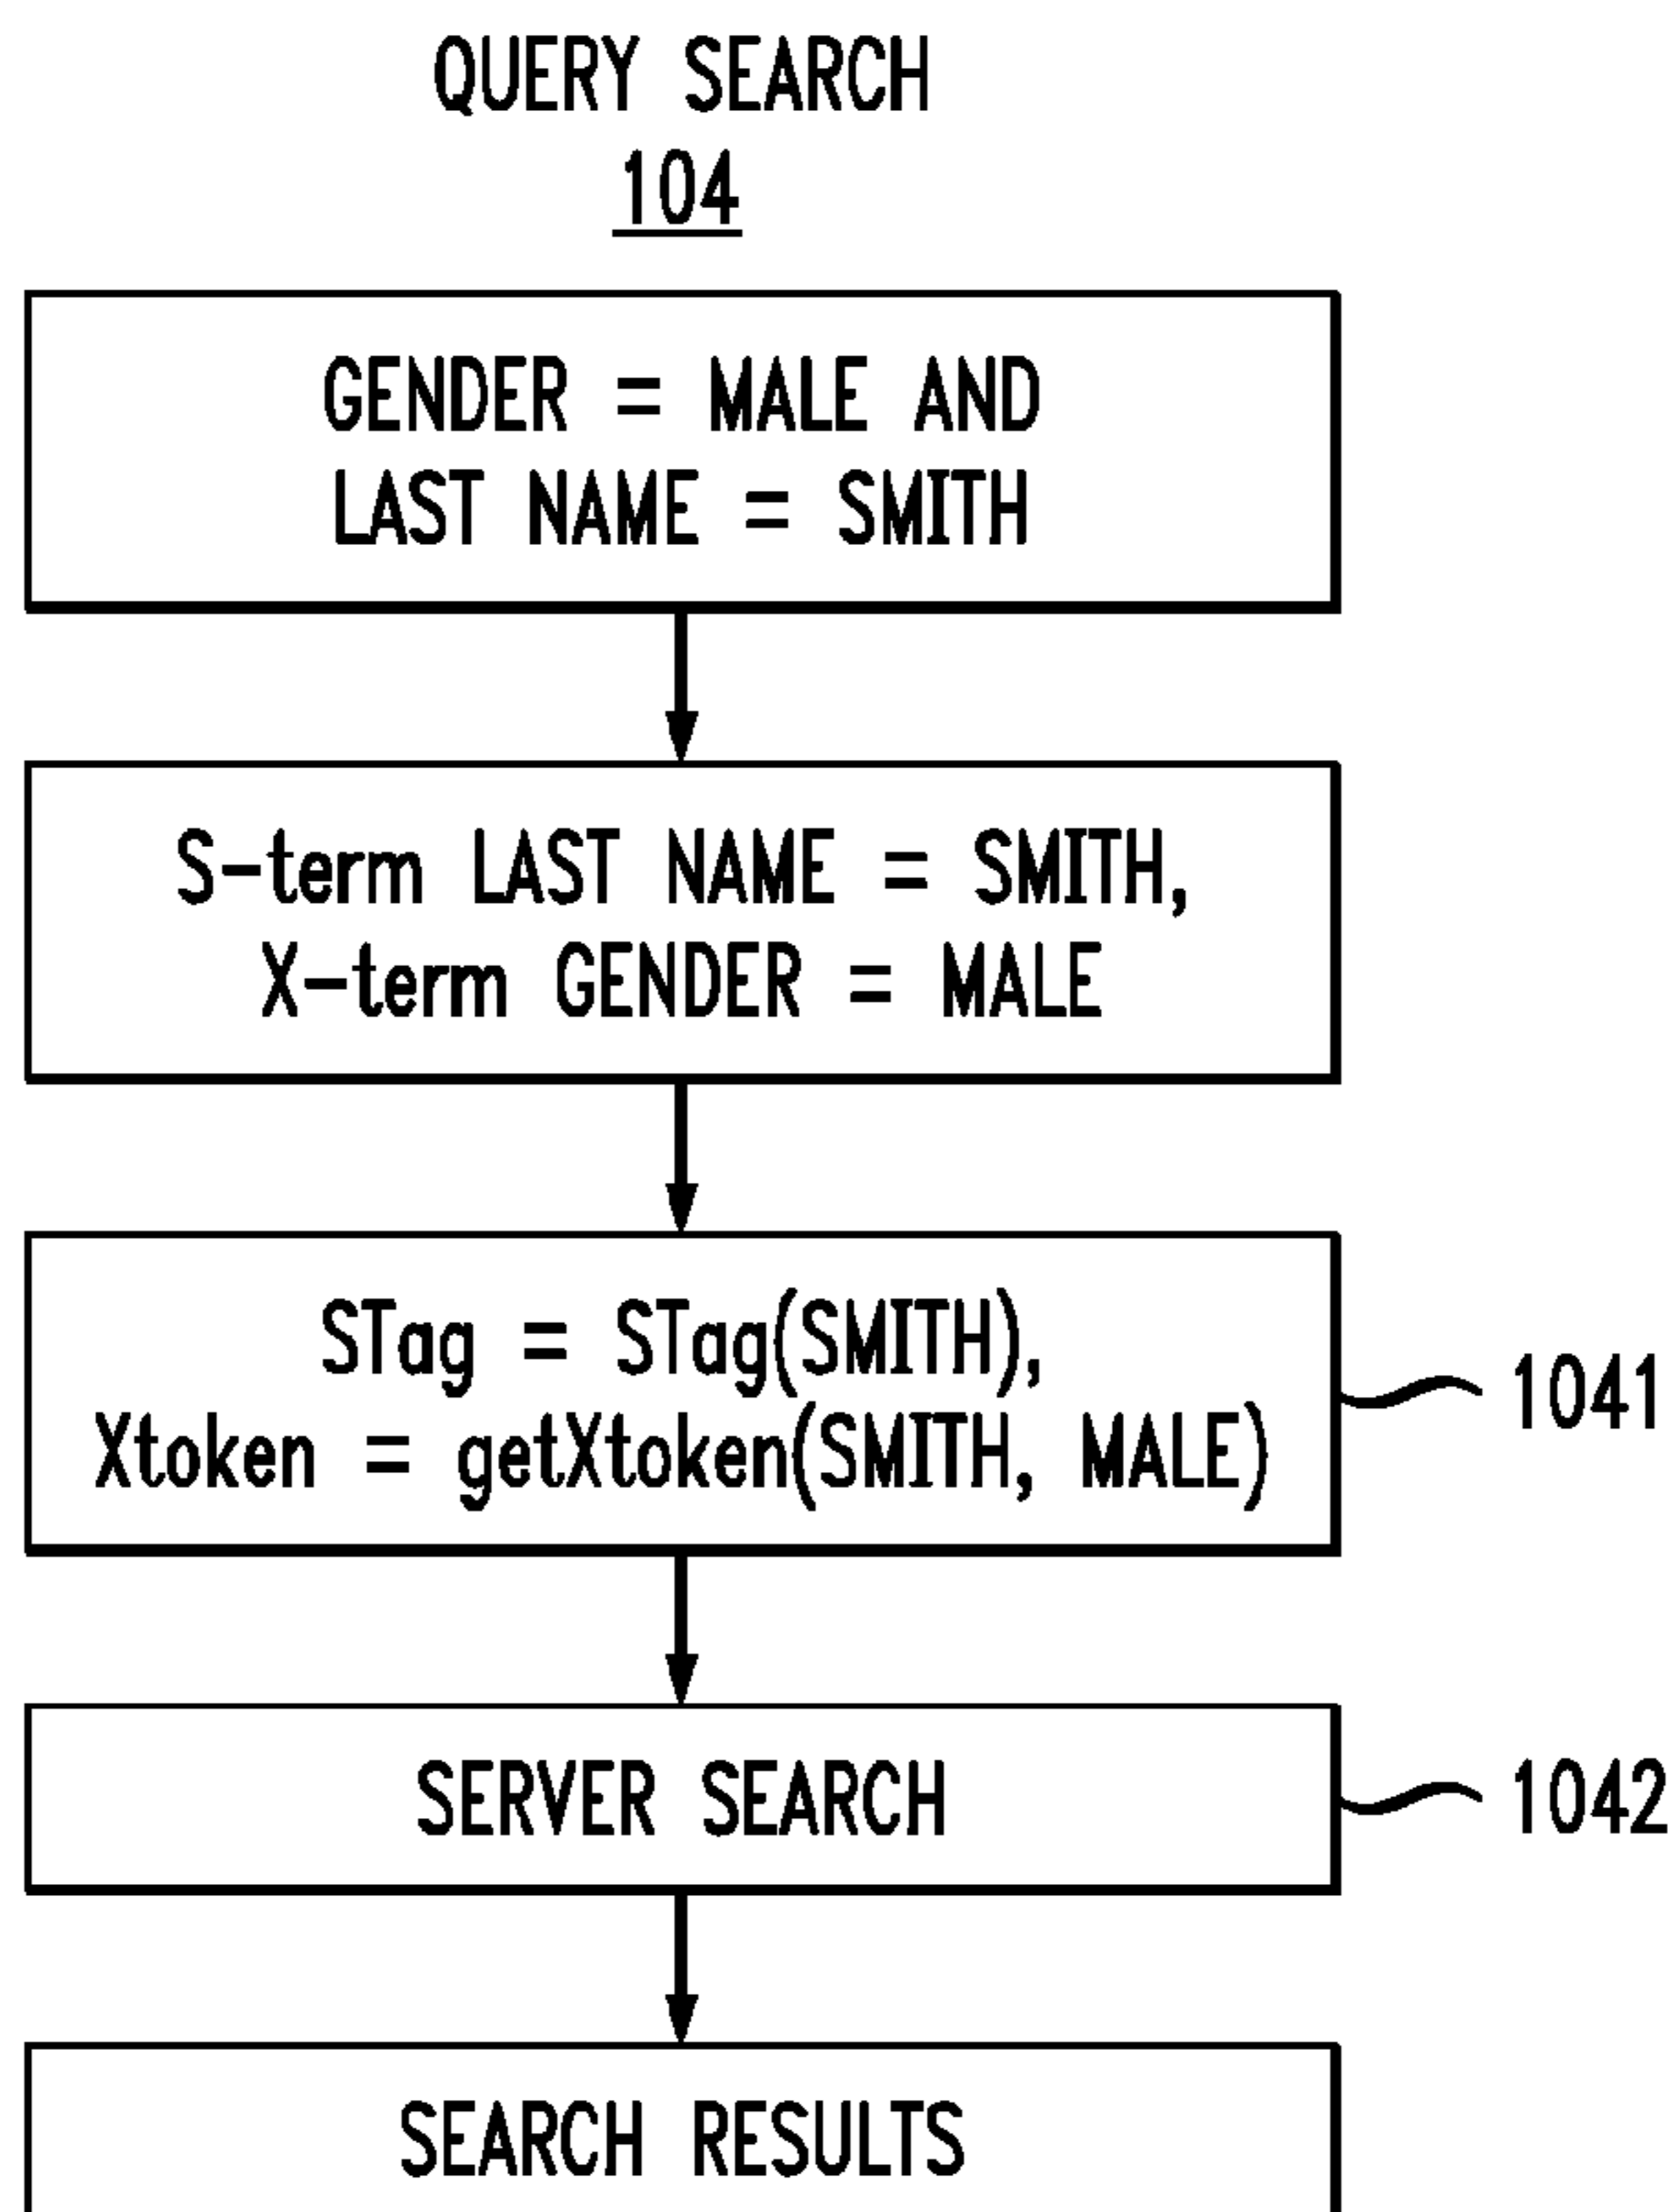 QUERY SEARCH
104
GENDER = MALE AND
LAST NAME = SMITH
S-term LAST NAME = SMITH,
X-term GENDER = MALE
STag = STag(SMITH),
Xtoken = getXtoken(SMITH, MALE)
1041
SERVER SEARCH
1042
SEARCH RESULTS